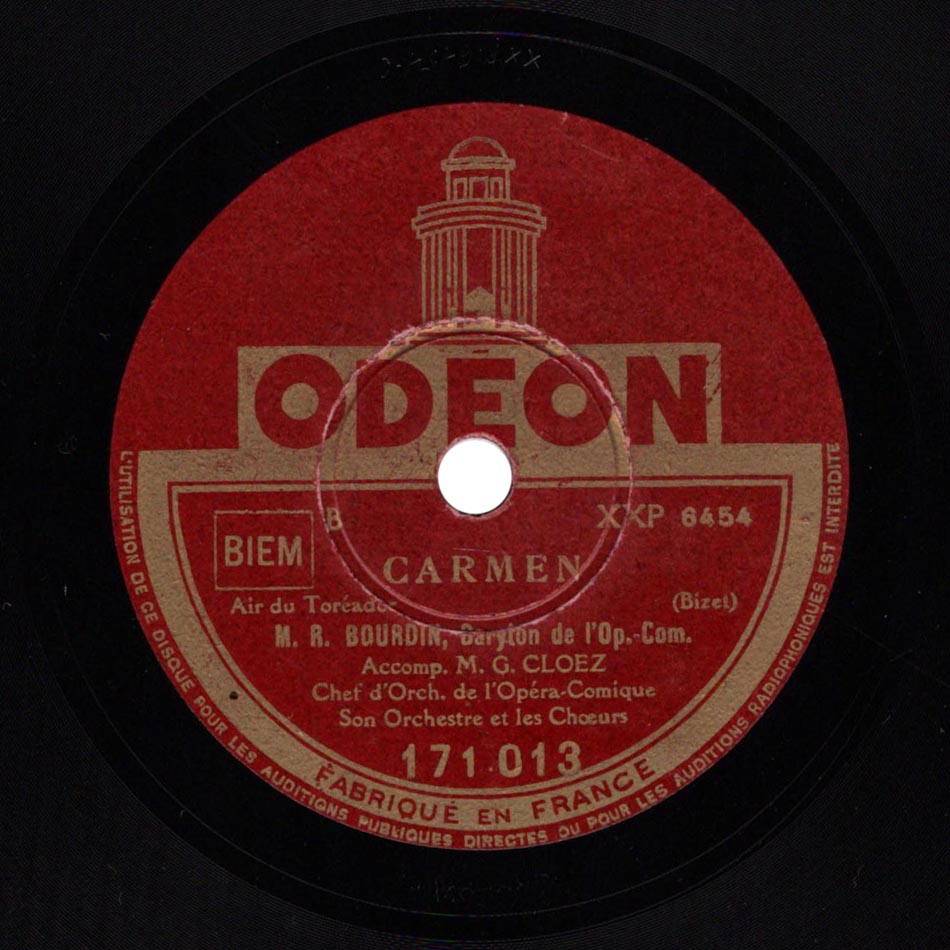 ODÉON
B
XXP 6454
BIEM
CARMEN
Air du Toréador
(Bizet)
M. R. BOURDIN, Baryton de l'Op.-Com.
Accomp. M. G. CLOEZ
Chef d'Orch. de l'Opéra-Comique
Son Orchestre et les Chœurs
171.013
FABRIQUÉ EN FRANCE
L'UTILISATION DE CE DISQUE POUR LES AUDITIONS PUBLIQUES DIRECTES OU POUR LES AUDITIONS RADIOPHONIQUES EST INTERDITE